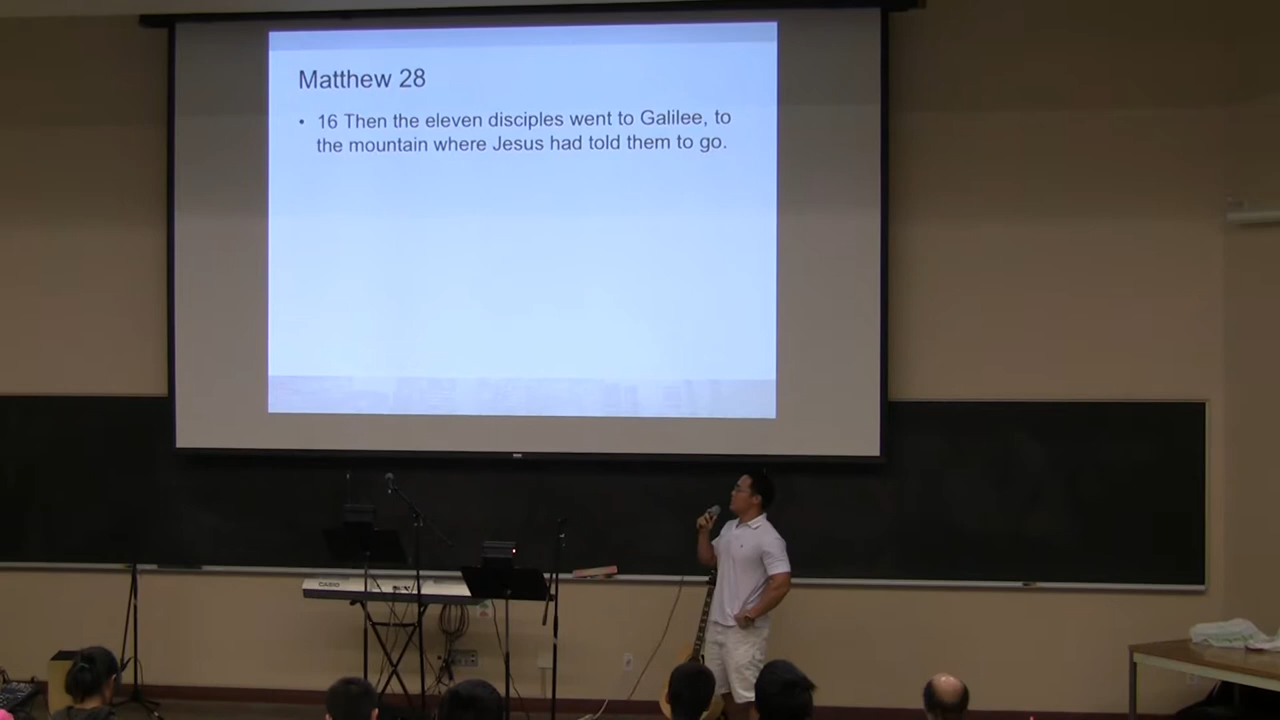 Matthew 28
• 16 Then the eleven disciples went to Galilee, to
the mountain where Jesus had told them to go.
CASIO